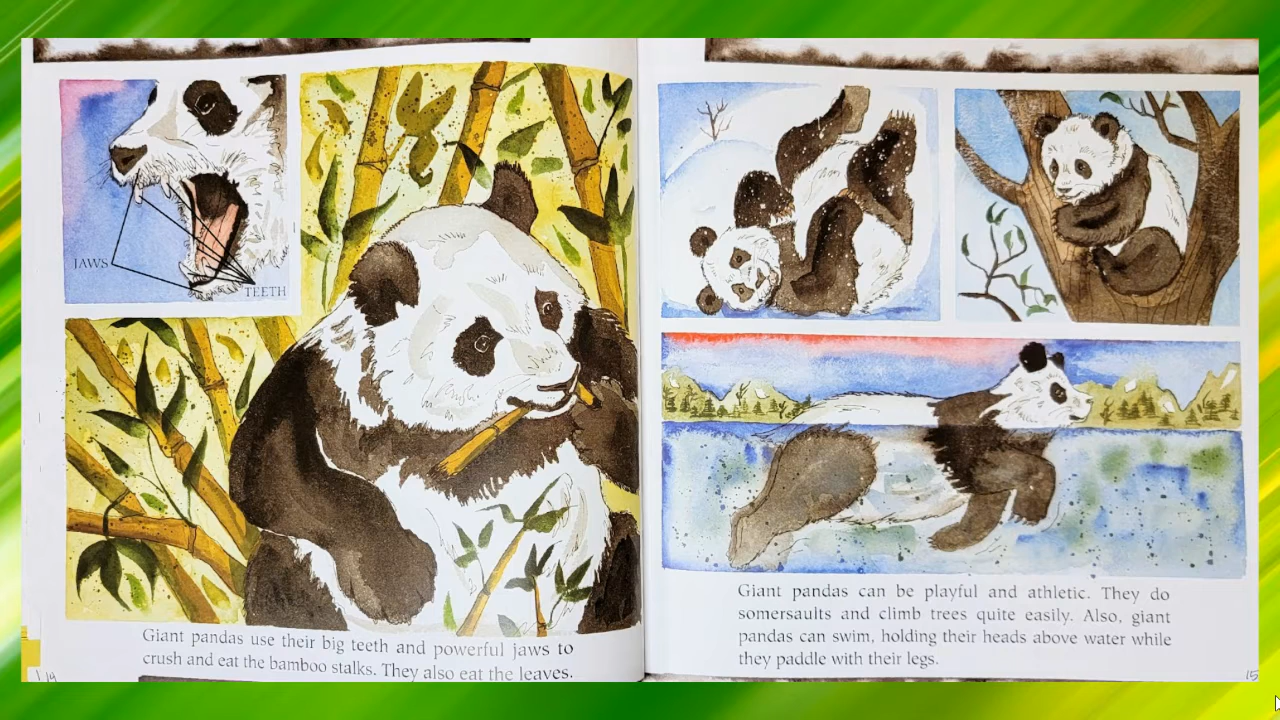 JAWS
TEETH
Giant pandas use their big teeth and powerful jaws to
crush and eat the bamboo stalks. They also eat the leaves.
14
Giant pandas can be playful and athletic. They do
somersaults and climb trees quite easily. Also, giant
pandas can swim, holding their heads above water while
they paddle with their legs.
15